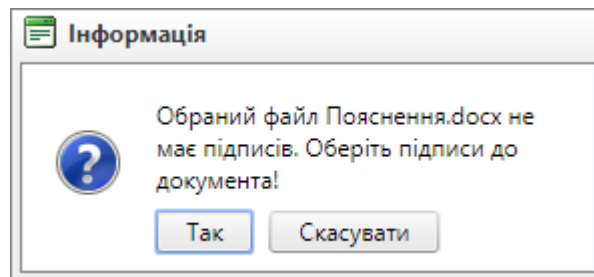 Інформація
Обраний файл Пояснення.docx не
має підписів. Оберіть підписи до
документа!
Так
Скасувати